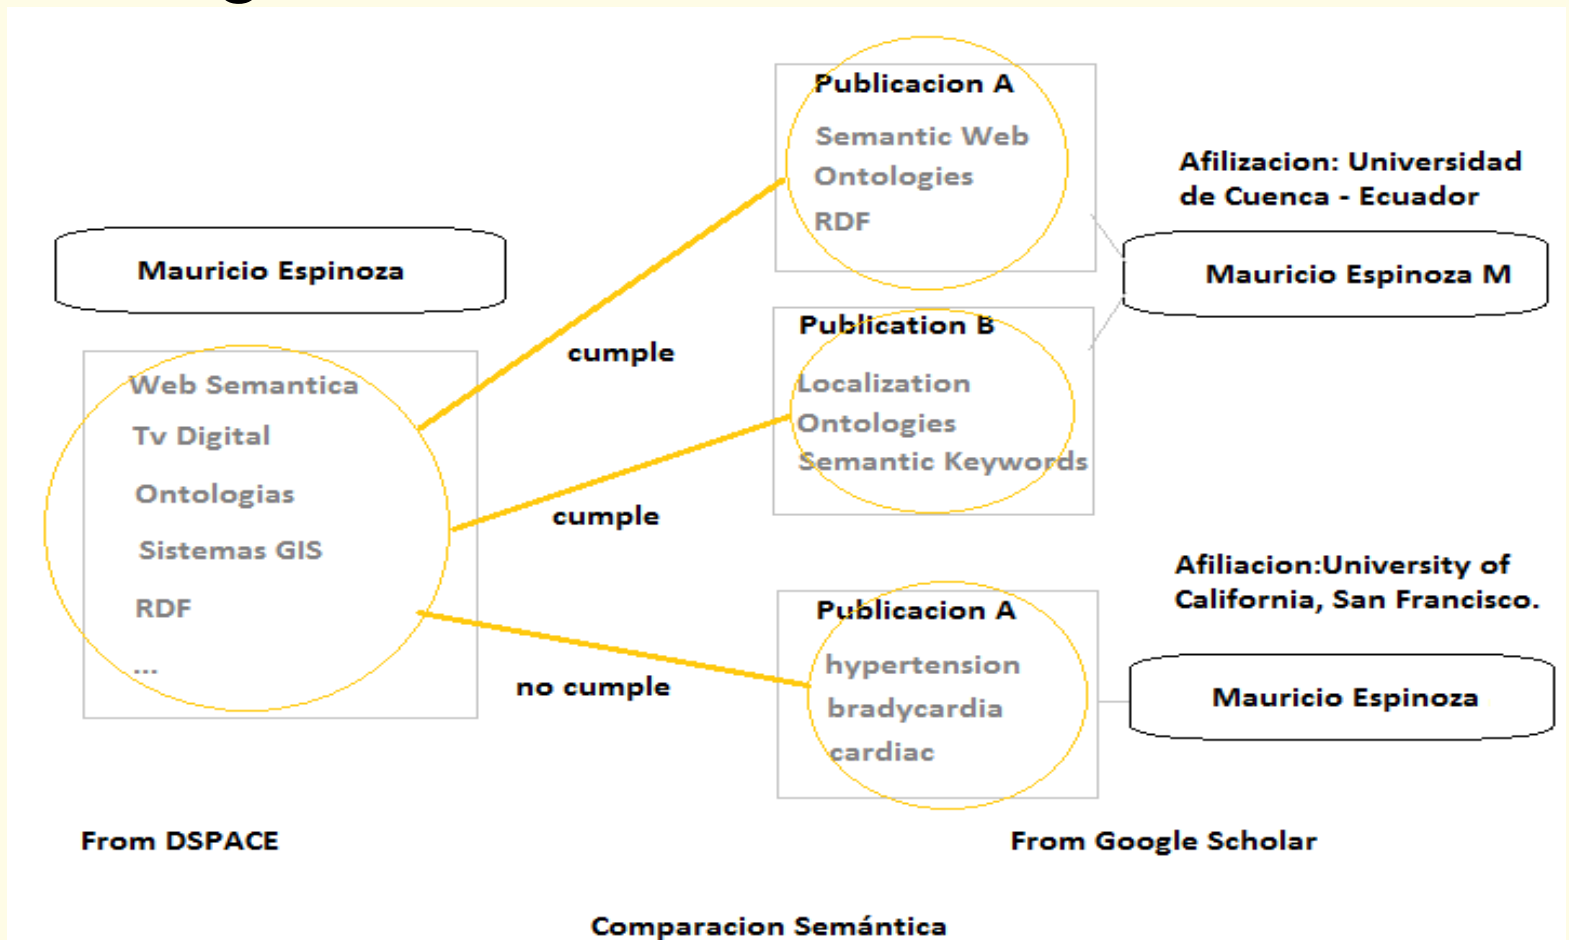 Mauricio Espinoza
Web Semantica
Tv Digital
Ontologias
Sistemas GIS
RDF
...
From DSPACE
cumple
cumple
no cumple
Publicacion A
Semantic Web
Ontologies
RDF
Publication B
Localization
Ontologies
Semantic Keywords
Publicacion A
hypertension
bradycardia
cardiac
Afilizacion: Universidad
de Cuenca - Ecuador
Mauricio Espinoza M
Afiliacion:University of
California, San Francisco.
Mauricio Espinoza
From Google Scholar
Comparacion Semántica